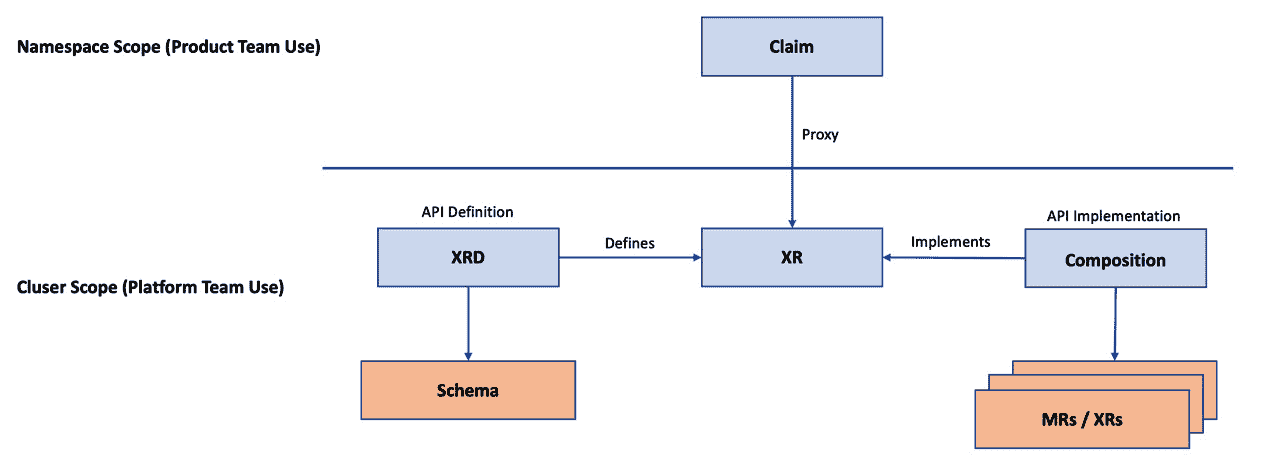 Namespace Scope (Product Team Use)
Claim
Proxy
API Definition
API Implementation
XRD
Defines
XR
Implements
Composition
Cluser Scope (Platform Team Use)
Schema
MRs / XRs